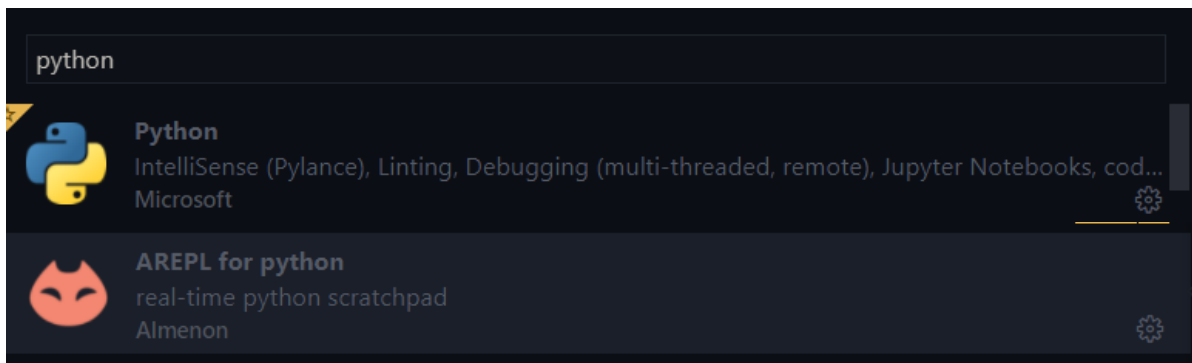 python
Python
IntelliSense (Pylance), Linting, Debugging (multi-threaded, remote), Jupyter Notebooks, cod...
Microsoft
AREPL for python
real-time python scratchpad
Almenon